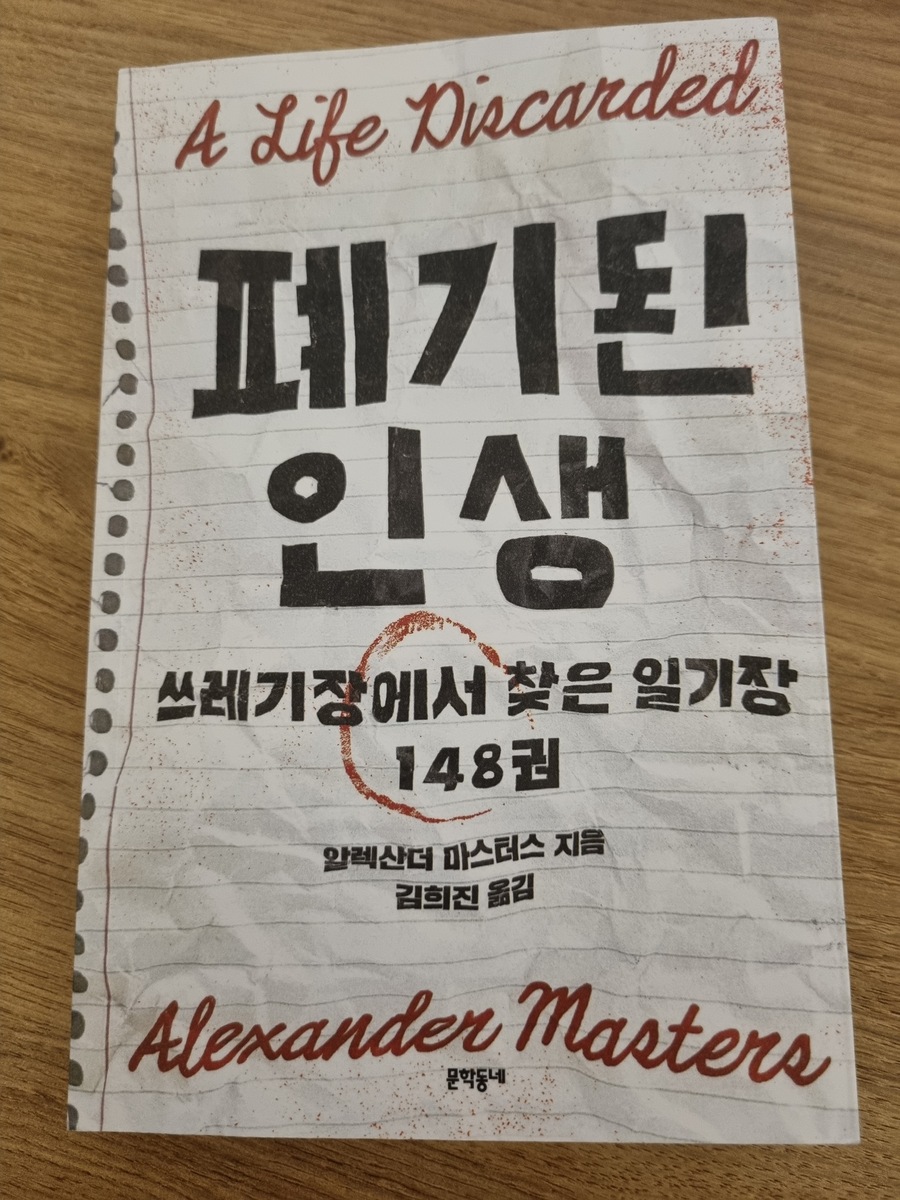 A Life Discarded
폐기된
인생
쓰레기장에서 찾은 일기장
148권
알렉산더 마스터스 지음
김희진 옮김
Alexander Masters
문학동네